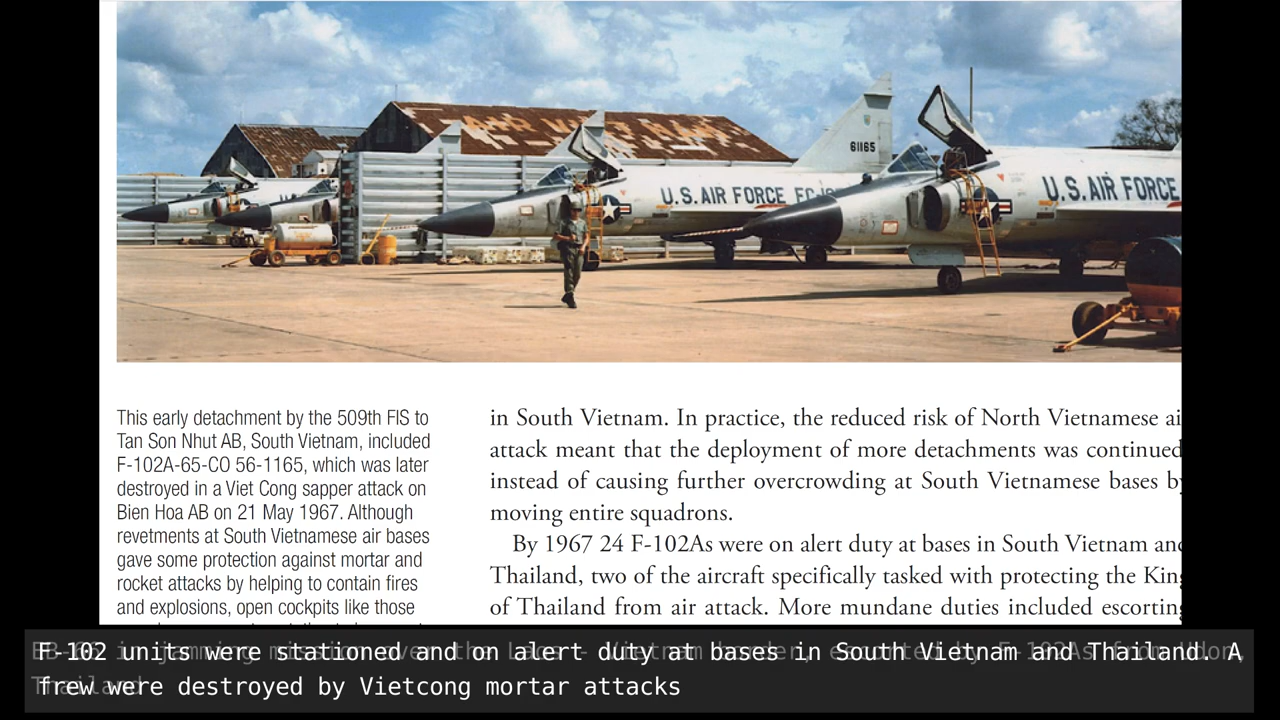 AIR VIET NAM
61165
U.S. AIR FORCE FC-
U.S. AIR FORCE
This early detachment by the 509th FIS to
Tan Son Nhut AB, South Vietnam, included
F-102A-65-CO 56-1165, which was later
destroyed in a Viet Cong sapper attack on
Bien Hoa AB on 21 May 1967. Although
revetments at South Vietnamese air bases
gave some protection against mortar and
rocket attacks by helping to contain fires
and explosions, open cockpits like those
in South Vietnam. In practice, the reduced risk of North Vietnamese ai
attack meant that the deployment of more detachments was continued
instead of causing further overcrowding at South Vietnamese bases by
moving entire squadrons.
By 1967 24 F-102As were on alert duty at bases in South Vietnam and
Thailand, two of the aircraft specifically tasked with protecting the King
of Thailand from air attack. More mundane duties included escorting
F-102 units were stationed and on alert duty at bases in South Vietnam and Thailand. A
frew were destroyed by Vietcong mortar attacks